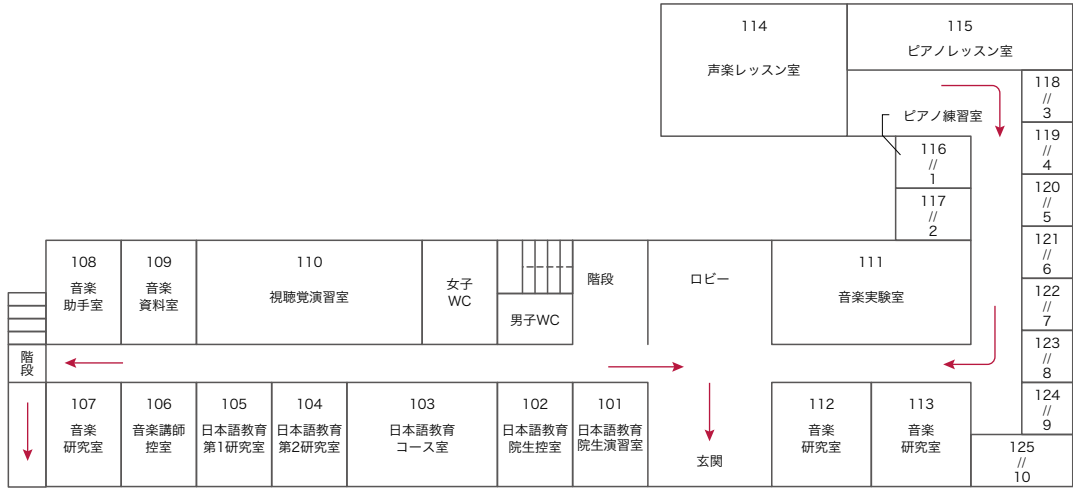 114
声楽レッスン室
115
ピアノレッスン室
118
//
3
ピアノ練習室
119
//
4
116
//
1
120
//
5
117
//
2
121
//
6
108
音楽
助手室
109
音楽
資料室
110
視聴覚演習室
女子
WC
男子WC
階段
ロビー
111
音楽実験室
122
//
7
123
//
8
階段
107
音楽
研究室
106
音楽講師
控室
105
日本語教育
第1研究室
104
日本語教育
第2研究室
103
日本語教育
コース室
102
日本語教育
院生控室
101
日本語教育
院生演習室
玄関
112
音楽
研究室
113
音楽
研究室
124
//
9
125
//
10